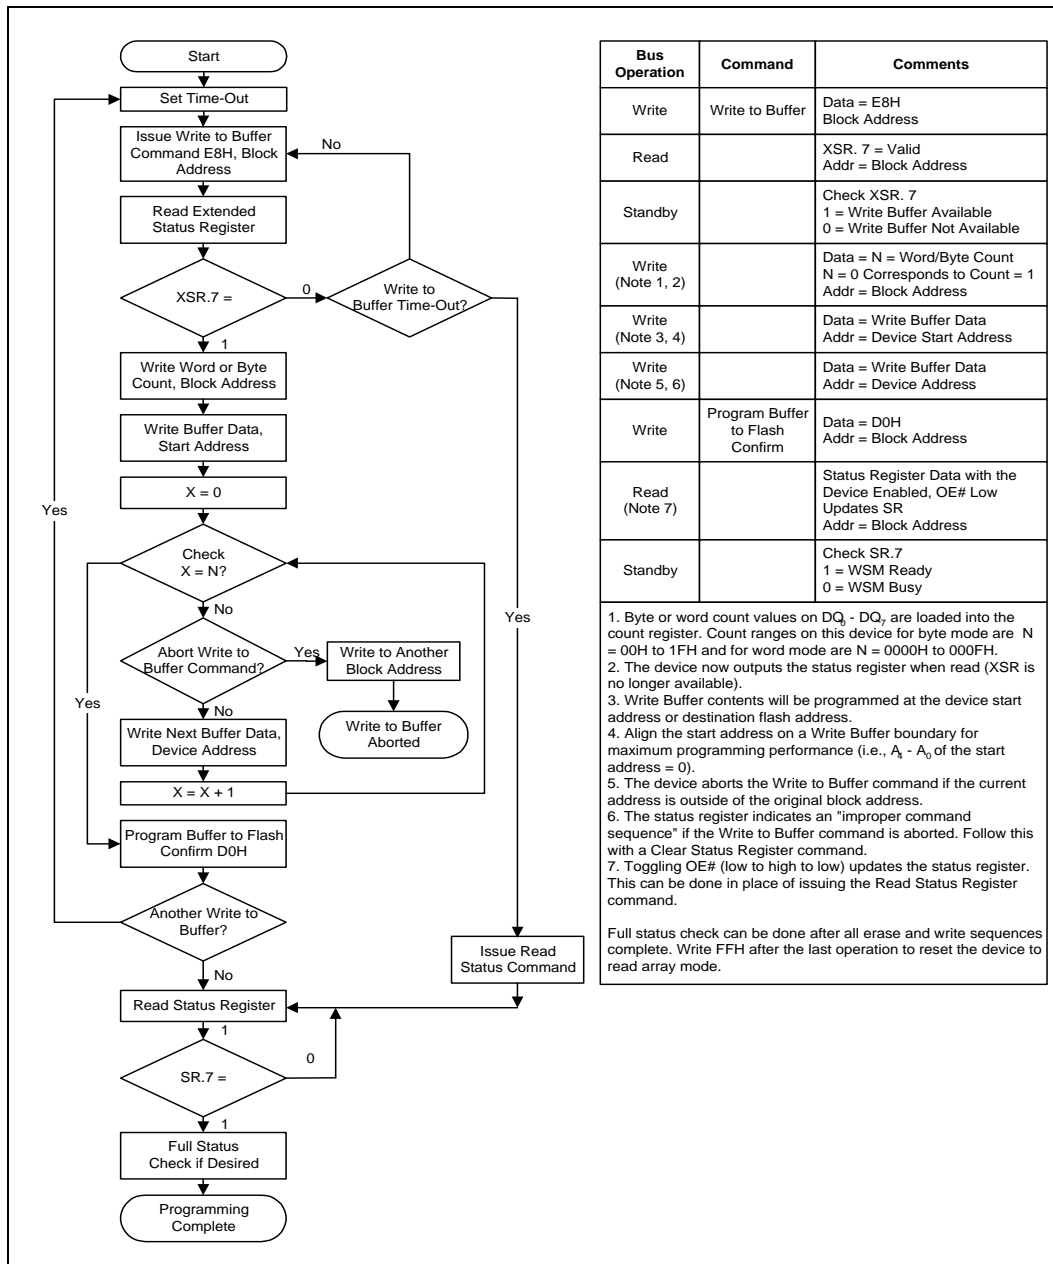 Start
Set Time-Out
Issue Write to Buffer
Command E8H, Block
Address
No
Read Extended
Status Register
XSR.7 =
0
Write to
Buffer Time-Out?
1
Write Word or Byte
Count, Block Address
Write Buffer Data,
Start Address
X = 0
Yes
Check
X = N?
No
Yes
Abort Write to
Buffer Command?
Yes
Write to Another
Block Address
Yes
No
Write to Buffer
Aborted
Write Next Buffer Data,
Device Address
X = X + 1
Program Buffer to Flash
Confirm D0H
Another Write to
Buffer?
Issue Read
Status Command
No
Read Status Register
1
0
SR.7 =
1
Full Status
Check if Desired
Programming
Complete
Bus
Operation
Command
Comments
Write
Write to Buffer
Data = E8H
Block Address
Read
XSR. 7 = Valid
Addr = Block Address
Standby
Check XSR. 7
1 = Write Buffer Available
0 = Write Buffer Not Available
Write
(Note 1, 2)
Data = N = Word/Byte Count
N = 0 Corresponds to Count = 1
Addr = Block Address
Write
(Note 3, 4)
Data = Write Buffer Data
Addr = Device Start Address
Write
(Note 5, 6)
Data = Write Buffer Data
Addr = Device Address
Write
Program Buffer
to Flash
Confirm
Data = D0H
Addr = Block Address
Read
(Note 7)
Status Register Data with the
Device Enabled, OE# Low
Updates SR
Addr = Block Address
Standby
Check SR.7
1 = WSM Ready
0 = WSM Busy
1. Byte or word count values on DQ0 - DQ7 are loaded into the
count register. Count ranges on this device for byte mode are N
= 00H to 1FH and for word mode are N = 0000H to 000FH.
2. The device now outputs the status register when read (XSR is
no longer available).
3. Write Buffer contents will be programmed at the device start
address or destination flash address.
4. Align the start address on a Write Buffer boundary for
maximum programming performance (i.e., A4 - A0 of the start
address = 0).
5. The device aborts the Write to Buffer command if the current
address is outside of the original block address.
6. The status register indicates an "improper command
sequence" if the Write to Buffer command is aborted. Follow this
with a Clear Status Register command.
7. Toggling OE# (low to high to low) updates the status register.
This can be done in place of issuing the Read Status Register
command.
Full status check can be done after all erase and write sequences
complete. Write FFH after the last operation to reset the device to
read array mode.